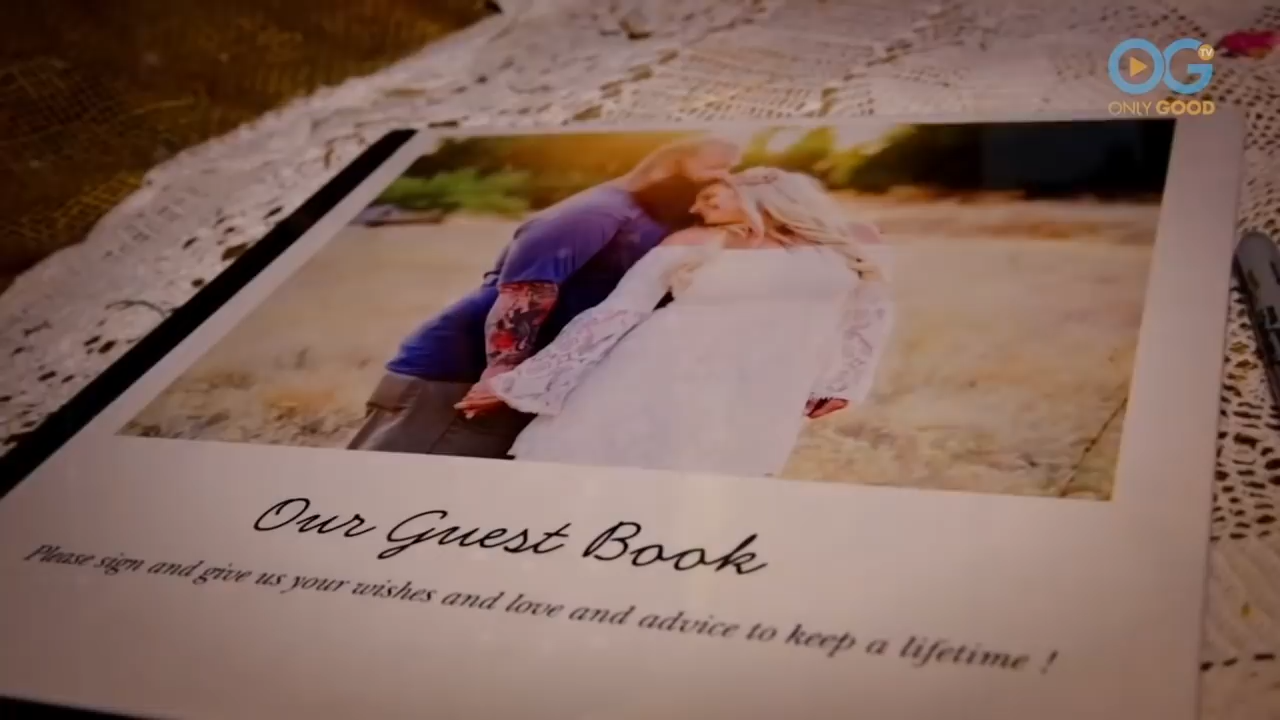 OG TV
ONLY GOOD
Our Guest Book
Please sign and give us your wishes and love and advice to keep a lifetime !